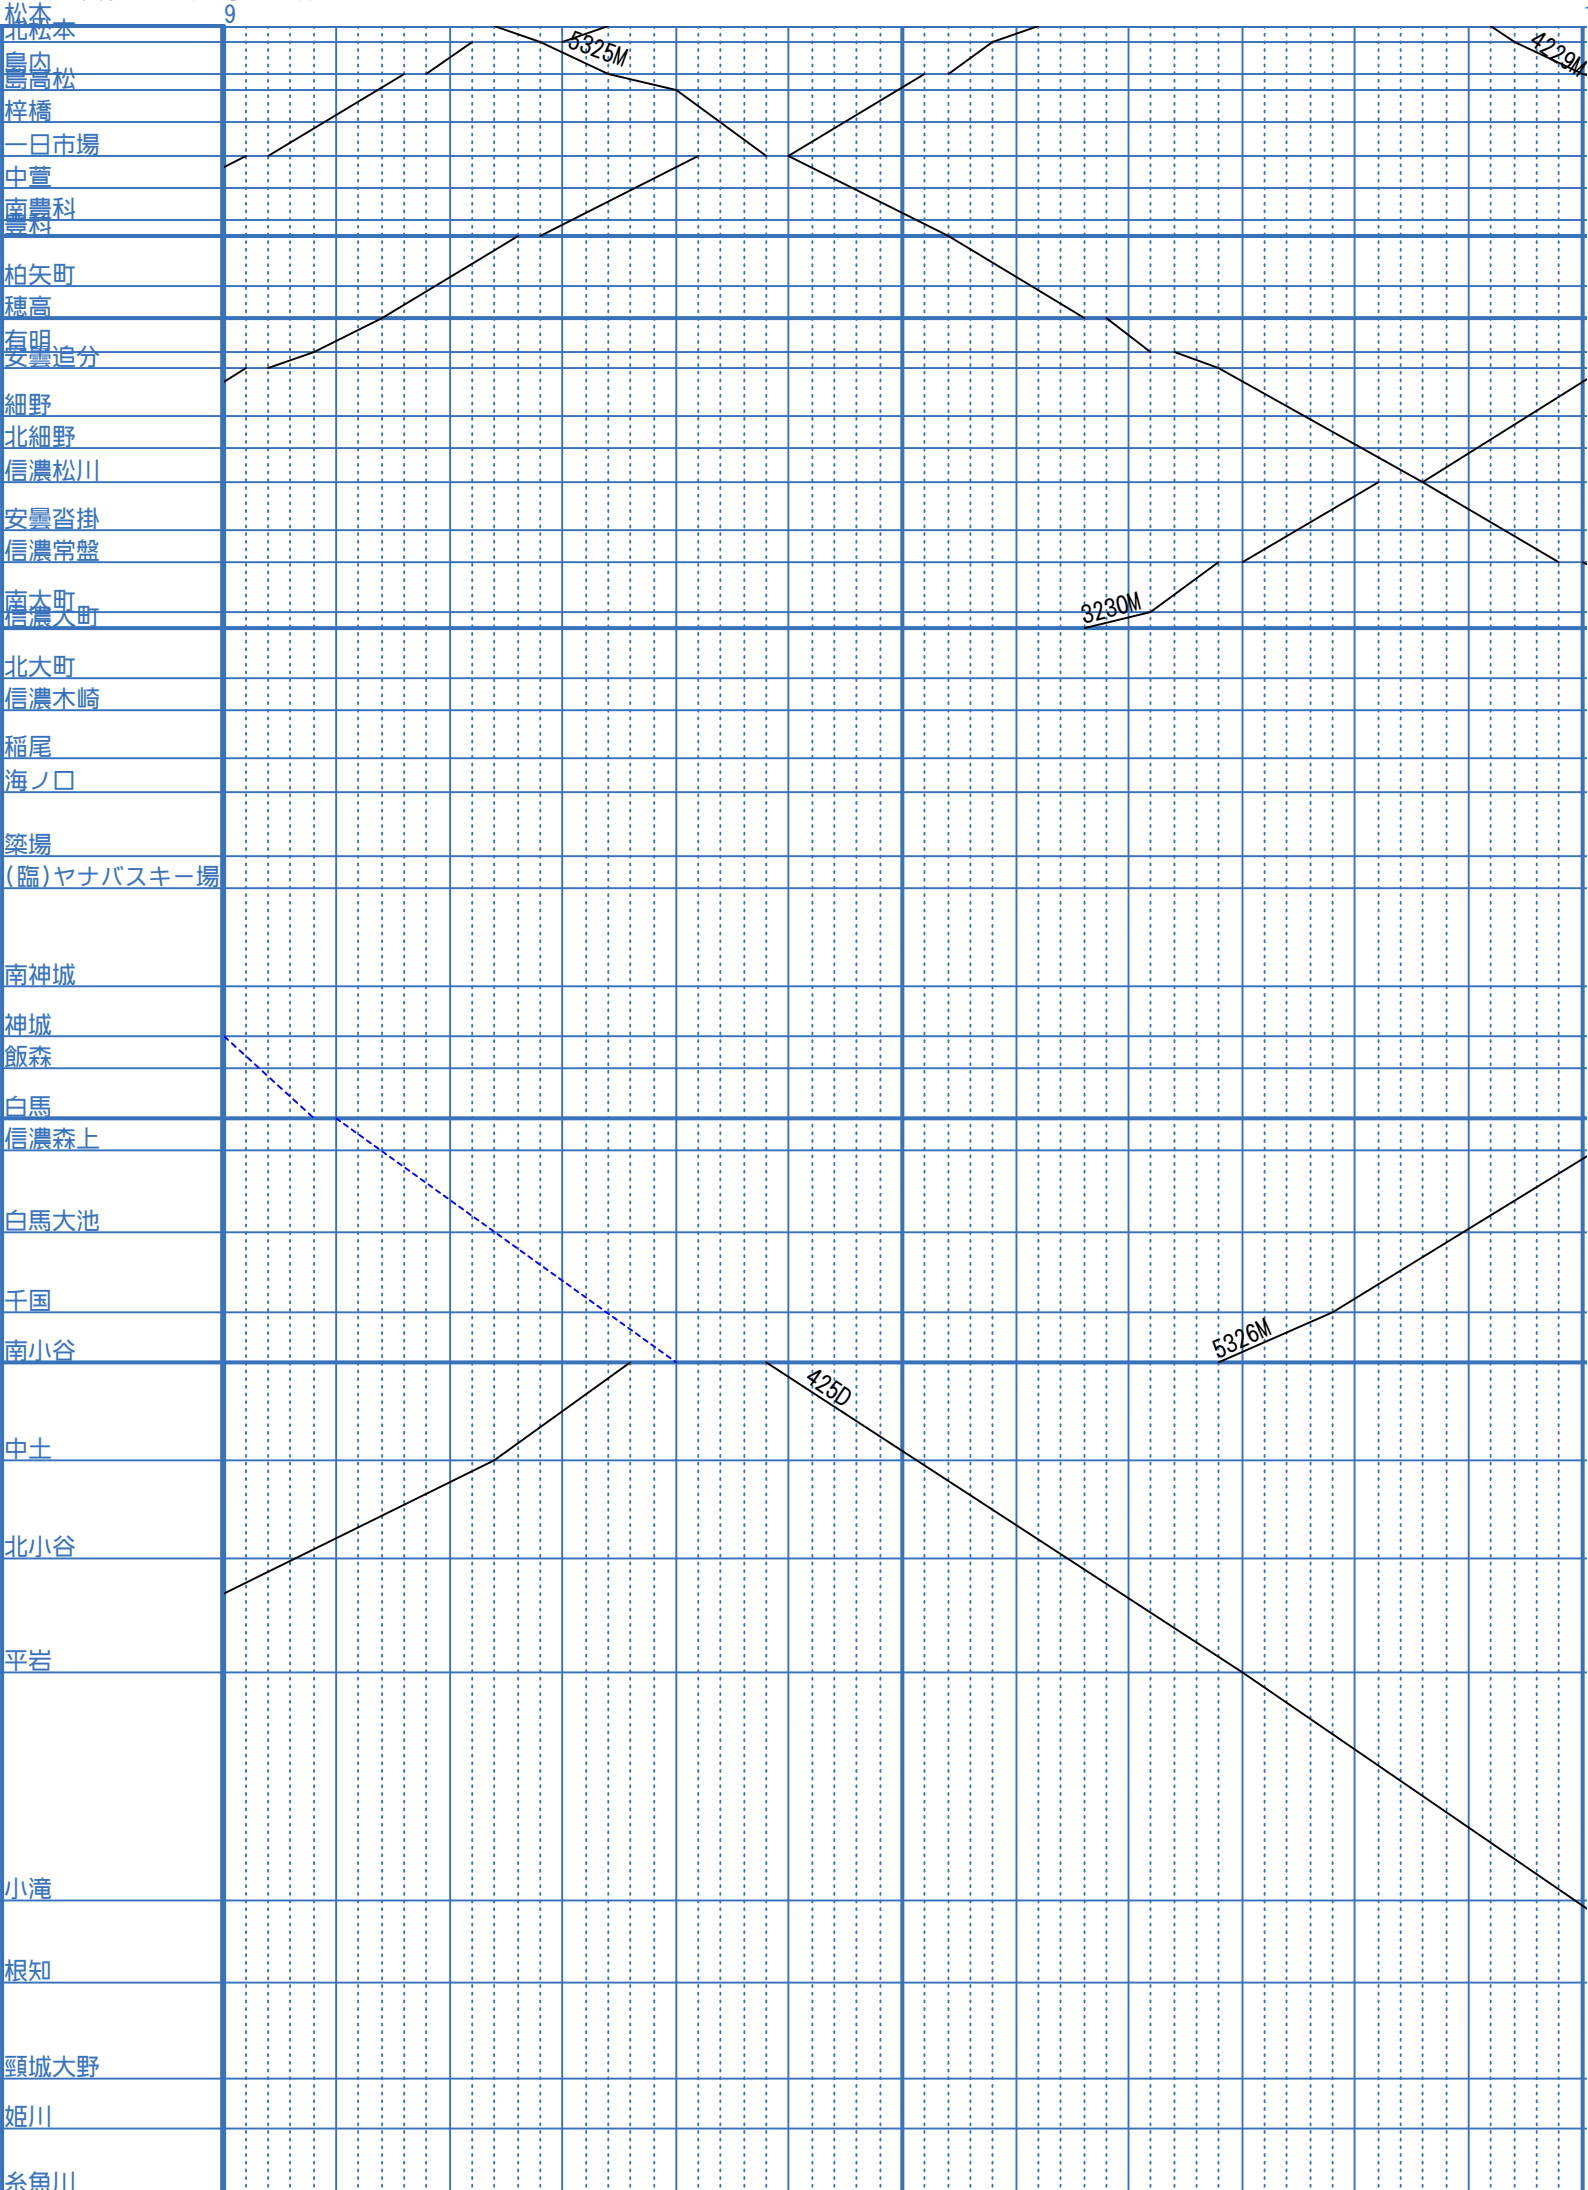 松本
9
北松本
5325M
4229M
島内
島高松
梓橋
一日市場
中萱
南豊科
豊科
柏矢町
穂高
有明
安曇追分
細野
北細野
信濃松川
安曇沓掛
信濃常盤
南大町
3230M
信濃大町
北大町
信濃木崎
稲尾
海ノ口
簗場
(臨)ヤナバスキー場
南神城
神城
飯森
白馬
信濃森上
白馬大池
千国
5326M
南小谷
425D
中土
北小谷
平岩
小滝
根知
頸城大野
姫川
糸魚川